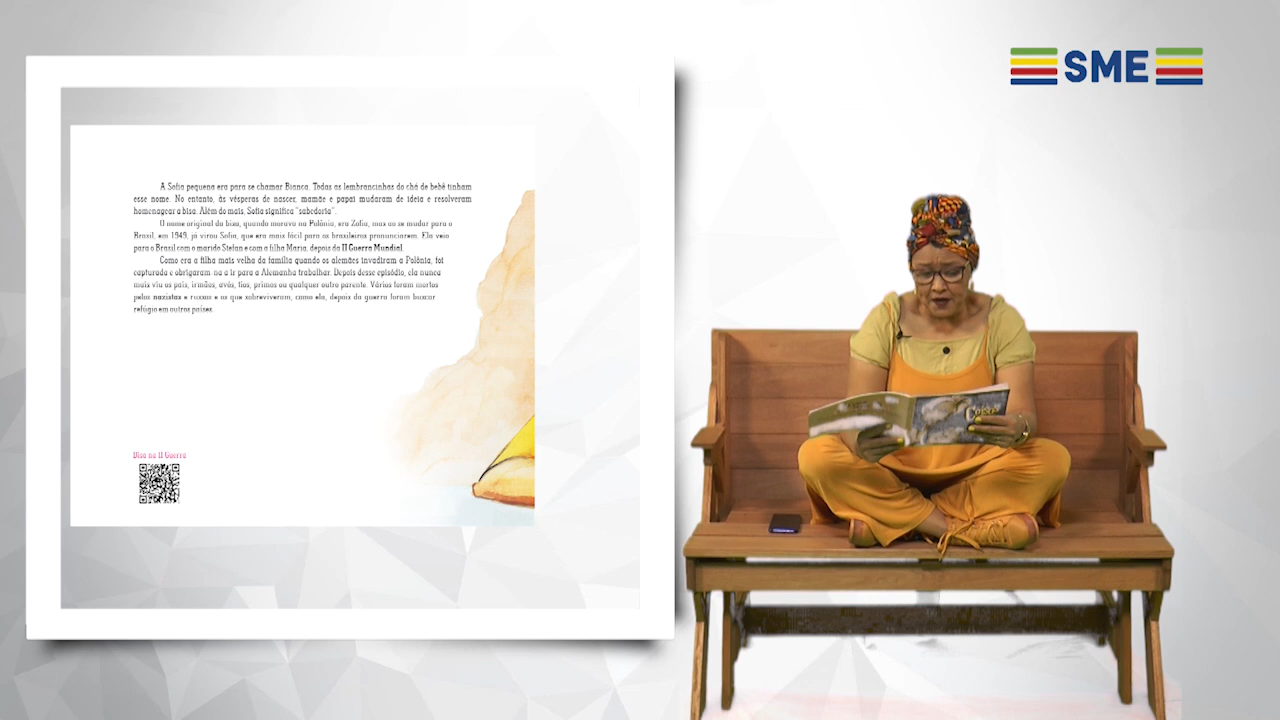 SME
A Sofia pequena era para se chamar Bianca. Todas as lembrancinhas do chá de bebê tinham
esse nome. No entanto, às vésperas de nascer, mamãe e papai mudaram de ideia e resolveram
homenagear a bisa. Além do mais, Sofia significa "sabedoria".
O nome original da bisa, quando morava na Polônia, era Zofia, mas ao se mudar para o
Brasil, em 1949, já virou Sofia, que era mais fácil para os brasileiros pronunciarem. Ela veio
para o Brasil com o marido Stefan e com a filha Maria, depois da II Guerra Mundial.
Como era a filha mais velha da família quando os alemães invadiram a Polônia, foi
capturada e obrigaram-na a ir para a Alemanha trabalhar. Depois desse episódio, ela nunca
mais viu os pais, irmãos, avós, tios, primos ou qualquer outro parente. Vários foram mortos
pelos nazistas e russos e os que sobreviveram, como ela, depois da guerra foram buscar
refúgio em outros países.
Bisa na II Guerra